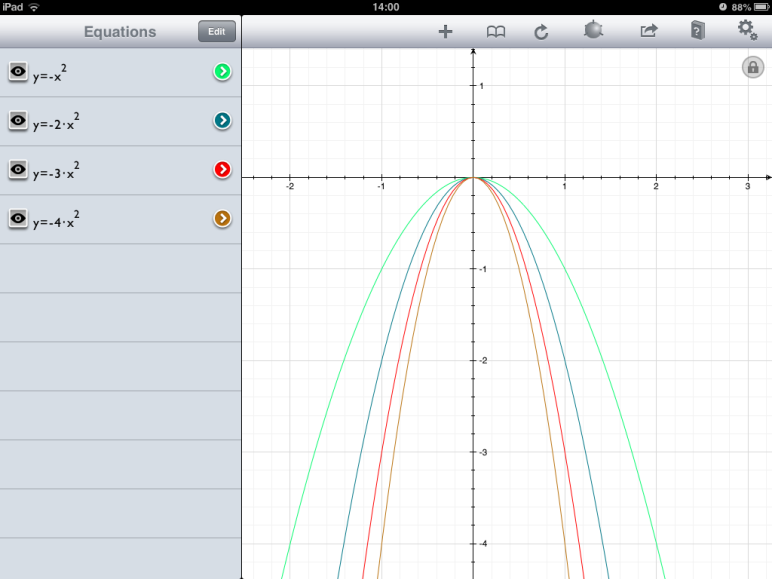 iPad 14:00 88%
Equations Edit
y=-x²
y=-2·x²
y=-3·x²
y=-4·x²
1
-2 -1 1 2 3
-1
-2
-3
-4